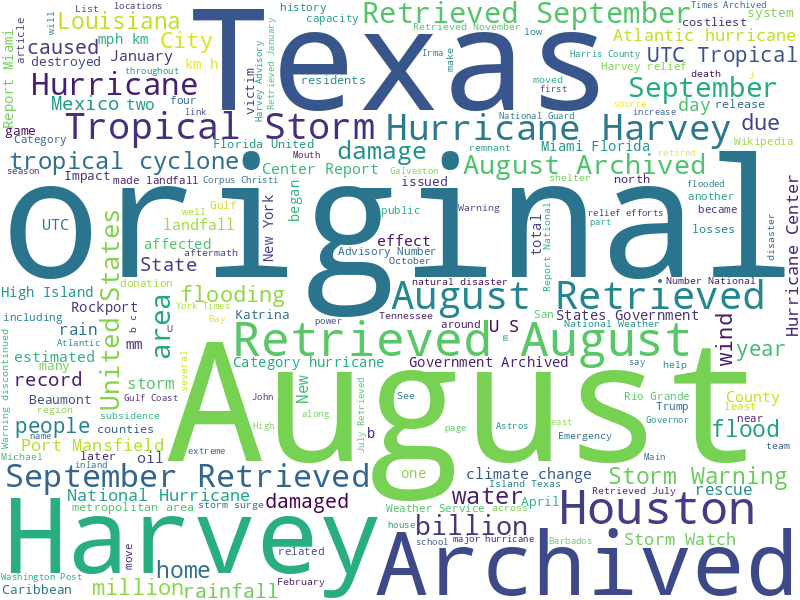 Texas
original
August
Harvey
Archived
Houston
Tropical Storm
Hurricane Harvey
Retrieved August
August Retrieved
September Retrieved
Retrieved September
Louisiana
caused
City
destroyed
mph km
January
km h
Hurricane
Mexico
two
victim
article
List
will
history
capacity
residents
Harvey Advisory
Retrieved January
Retrieved November
Irma
make
low
Times Archived
locations
costliest
system
Atlantic hurricane
Harris County
UTC Tropical
Harvey relief
moved
first
death
J
September
day
release
source
increase
due
Wikipedia
retired
Report Miami
game
Category
four
link
throughout
National Guard
remnant
Miami Florida
Florida United
damage
tropical cyclone
Center Report
August Archived
Mouth
Galveston
shelter
north
flooded
another
season
Impact
made landfall
Corpus Christi
issued
Warning
became
Hurricane Center
UTC
United States
Gulf
well
landfall
New York
began
public
total
Report National
relief efforts
part
losses
disaster
affected
aftermath
effect
Advisory Number
October
State
natural disaster
Number National
High Island
donation
flooding
Rockport
York Times
Katrina
Tennessee
around
U S
San
States Government
National Weather
including
rain
area
Bay
U
power
m
wind
year
Atlantic
mm
b c
estimated
many
several
Category hurricane
Government Archived
say
help
record
storm
New
Warning discontinued
Beaumont
Gulf Coast
John
See
Rio Grande
Trump
County
least
region
subsidence
High
along
July Retrieved
page
Astros
east
Governor
near
people
counties
name
b
Emergency
flood
Port Mansfield
Michael
later
oil
one
Main
team
inland
extreme
climate change
Storm Warning
National Hurricane
storm surge
damaged
water
Island Texas
Retrieved July
rescue
metropolitan area
Weather Service
across
April
billion
house
school
major hurricane
Barbados
Storm Watch
related
move
home
Washington Post
Caribbean
million
rainfall
February